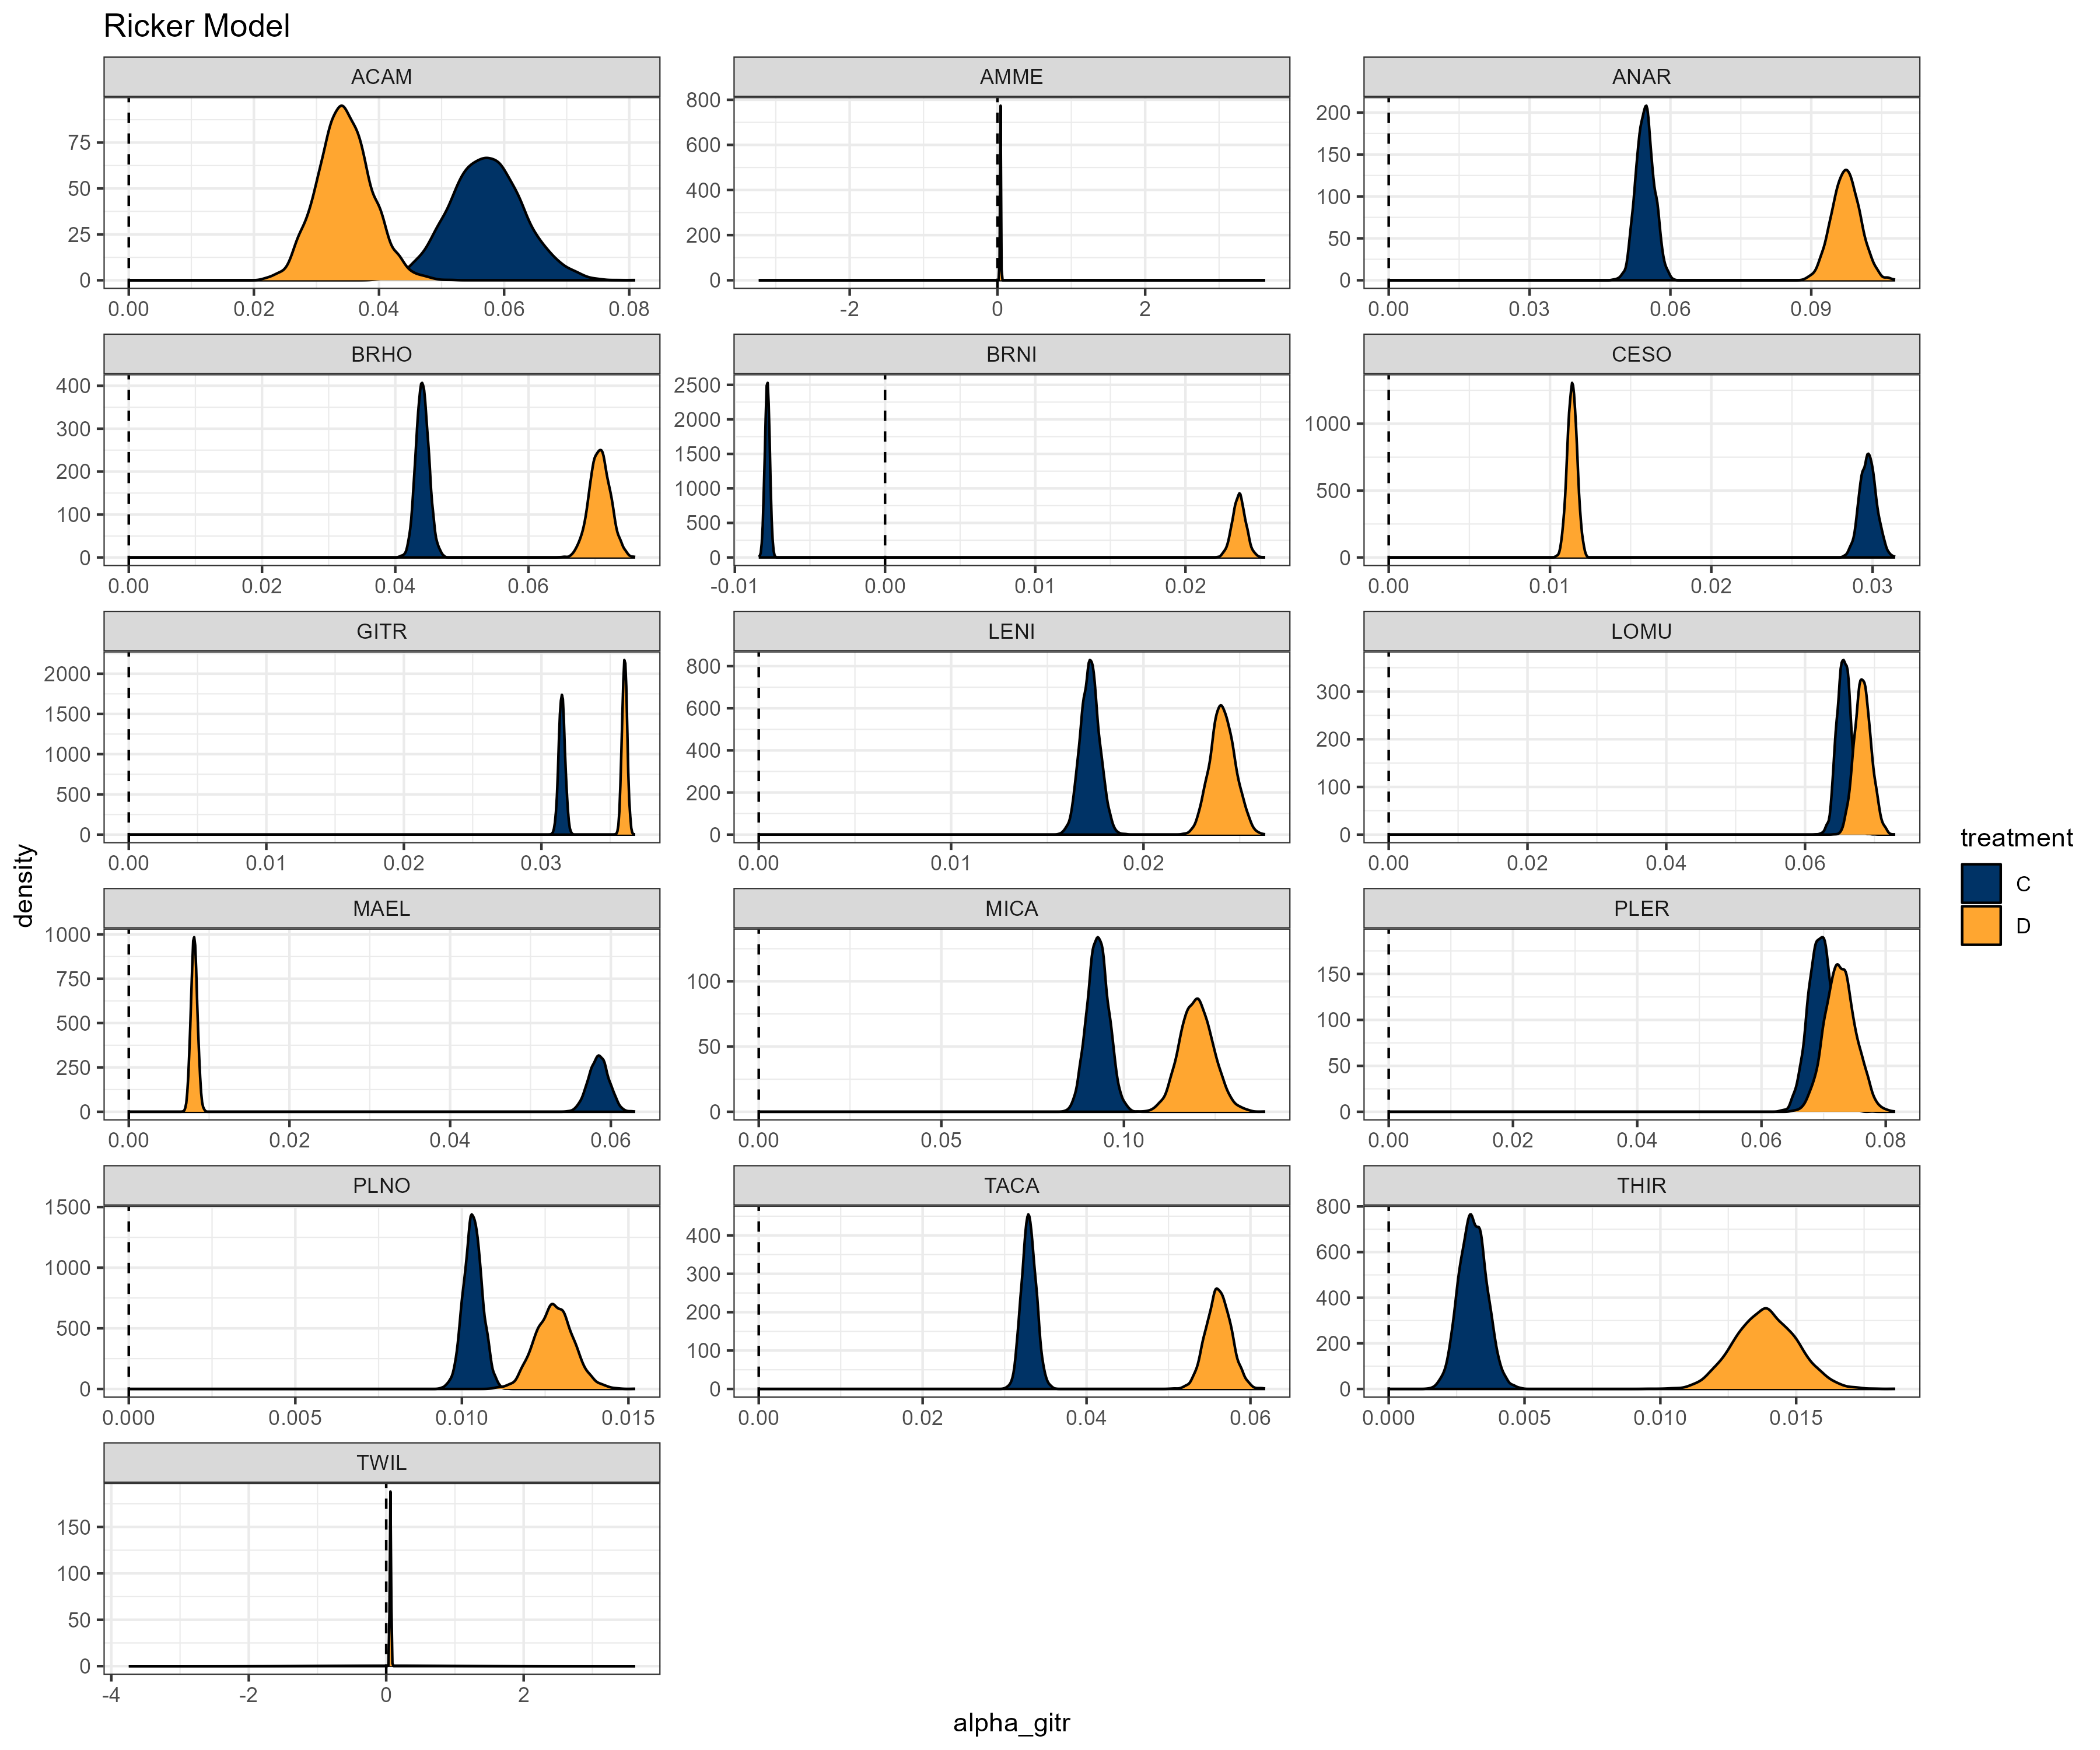 Ricker Model
ACAM AMME ANAR
75 50 25 0
0.00 0.02 0.04 0.06 0.08
800 600 400 200 0
-2 0 2
200 150 100 50 0
0.00 0.03 0.06 0.09
BRHO BRNI CESO
400 300 200 100 0
0.00 0.02 0.04 0.06
2500 2000 1500 1000 500 0
-0.01 0.00 0.01 0.02
1000 500 0
0.00 0.01 0.02 0.03
GITR LENI LOMU
2000 1500 1000 500 0
0.00 0.01 0.02 0.03
800 600 400 200 0
0.00 0.01 0.02
300 200 100 0
0.00 0.02 0.04 0.06
MAEL MICA PLER
1000 750 500 250 0
0.00 0.02 0.04 0.06
100 50 0
0.00 0.05 0.10
150 100 50 0
0.00 0.02 0.04 0.06 0.08
PLNO TACA THIR
1500 1000 500 0
0.000 0.005 0.010 0.015
400 300 200 100 0
0.00 0.02 0.04 0.06
800 600 400 200 0
0.000 0.005 0.010 0.015
TWIL
150 100 50 0
-4 -2 0 2
density
alpha_gitr
treatment
C
D